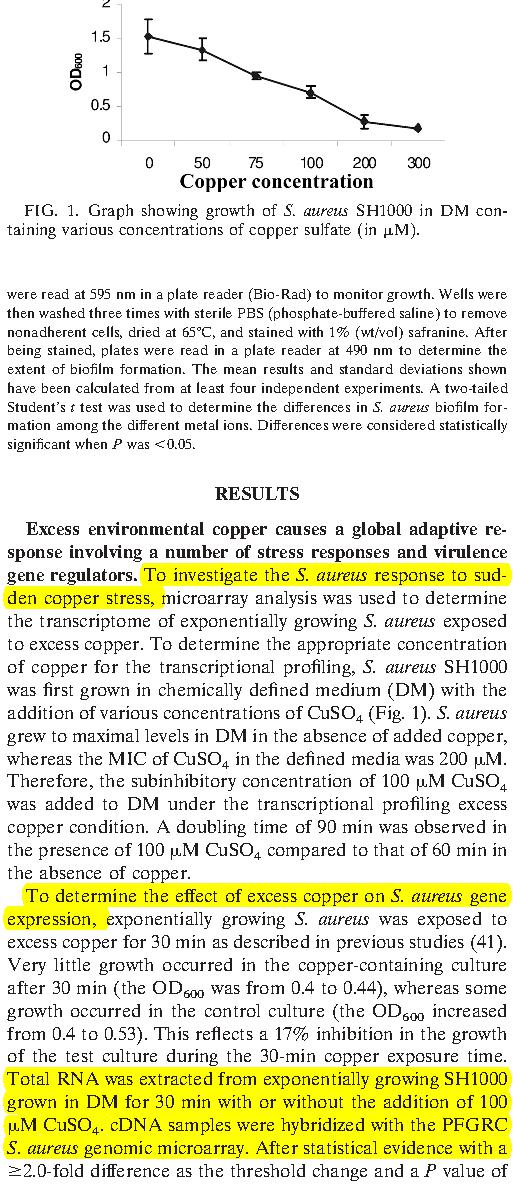 2
1.5
1
0.5
0
OD600
0 50 75 100 200 300
Copper concentration
FIG. 1. Graph showing growth of S. aureus SH1000 in DM con-
taining various concentrations of copper sulfate (in μM).
were read at 595 nm in a plate reader (Bio-Rad) to monitor growth. Wells were
then washed three times with sterile PBS (phosphate-buffered saline) to remove
nonadherent cells, dried at 65°C, and stained with 1% (wt/vol) safranine. After
being stained, plates were read in a plate reader at 490 nm to determine the
extent of biofilm formation. The mean results and standard deviations shown
have been calculated from at least four independent experiments. A two-tailed
Student's t test was used to determine the differences in S. aureus biofilm for-
mation among the different metal ions. Differences were considered statistically
significant when P was <0.05.
RESULTS
Excess environmental copper causes a global adaptive re-
sponse involving a number of stress responses and virulence
gene regulators. To investigate the S. aureus response to sud-
den copper stress, microarray analysis was used to determine
the transcriptome of exponentially growing S. aureus exposed
to excess copper. To determine the appropriate concentration
of copper for the transcriptional profiling, S. aureus SH1000
was first grown in chemically defined medium (DM) with the
addition of various concentrations of CuSO4 (Fig. 1). S. aureus
grew to maximal levels in DM in the absence of added copper,
whereas the MIC of CuSO4 in the defined media was 200 μM.
Therefore, the subinhibitory concentration of 100 μM CuSO4
was added to DM under the transcriptional profiling excess
copper condition. A doubling time of 90 min was observed in
the presence of 100 μM CuSO4 compared to that of 60 min in
the absence of copper.
To determine the effect of excess copper on S. aureus gene
expression, exponentially growing S. aureus was exposed to
excess copper for 30 min as described in previous studies (41).
Very little growth occurred in the copper-containing culture
after 30 min (the OD600 was from 0.4 to 0.44), whereas some
growth occurred in the control culture (the OD600 increased
from 0.4 to 0.53). This reflects a 17% inhibition in the growth
of the test culture during the 30-min copper exposure time.
Total RNA was extracted from exponentially growing SH1000
grown in DM for 30 min with or without the addition of 100
μM CuSO4. cDNA samples were hybridized with the PFGRC
S. aureus genomic microarray. After statistical evidence with a
≥2.0-fold difference as the threshold change and a P value of